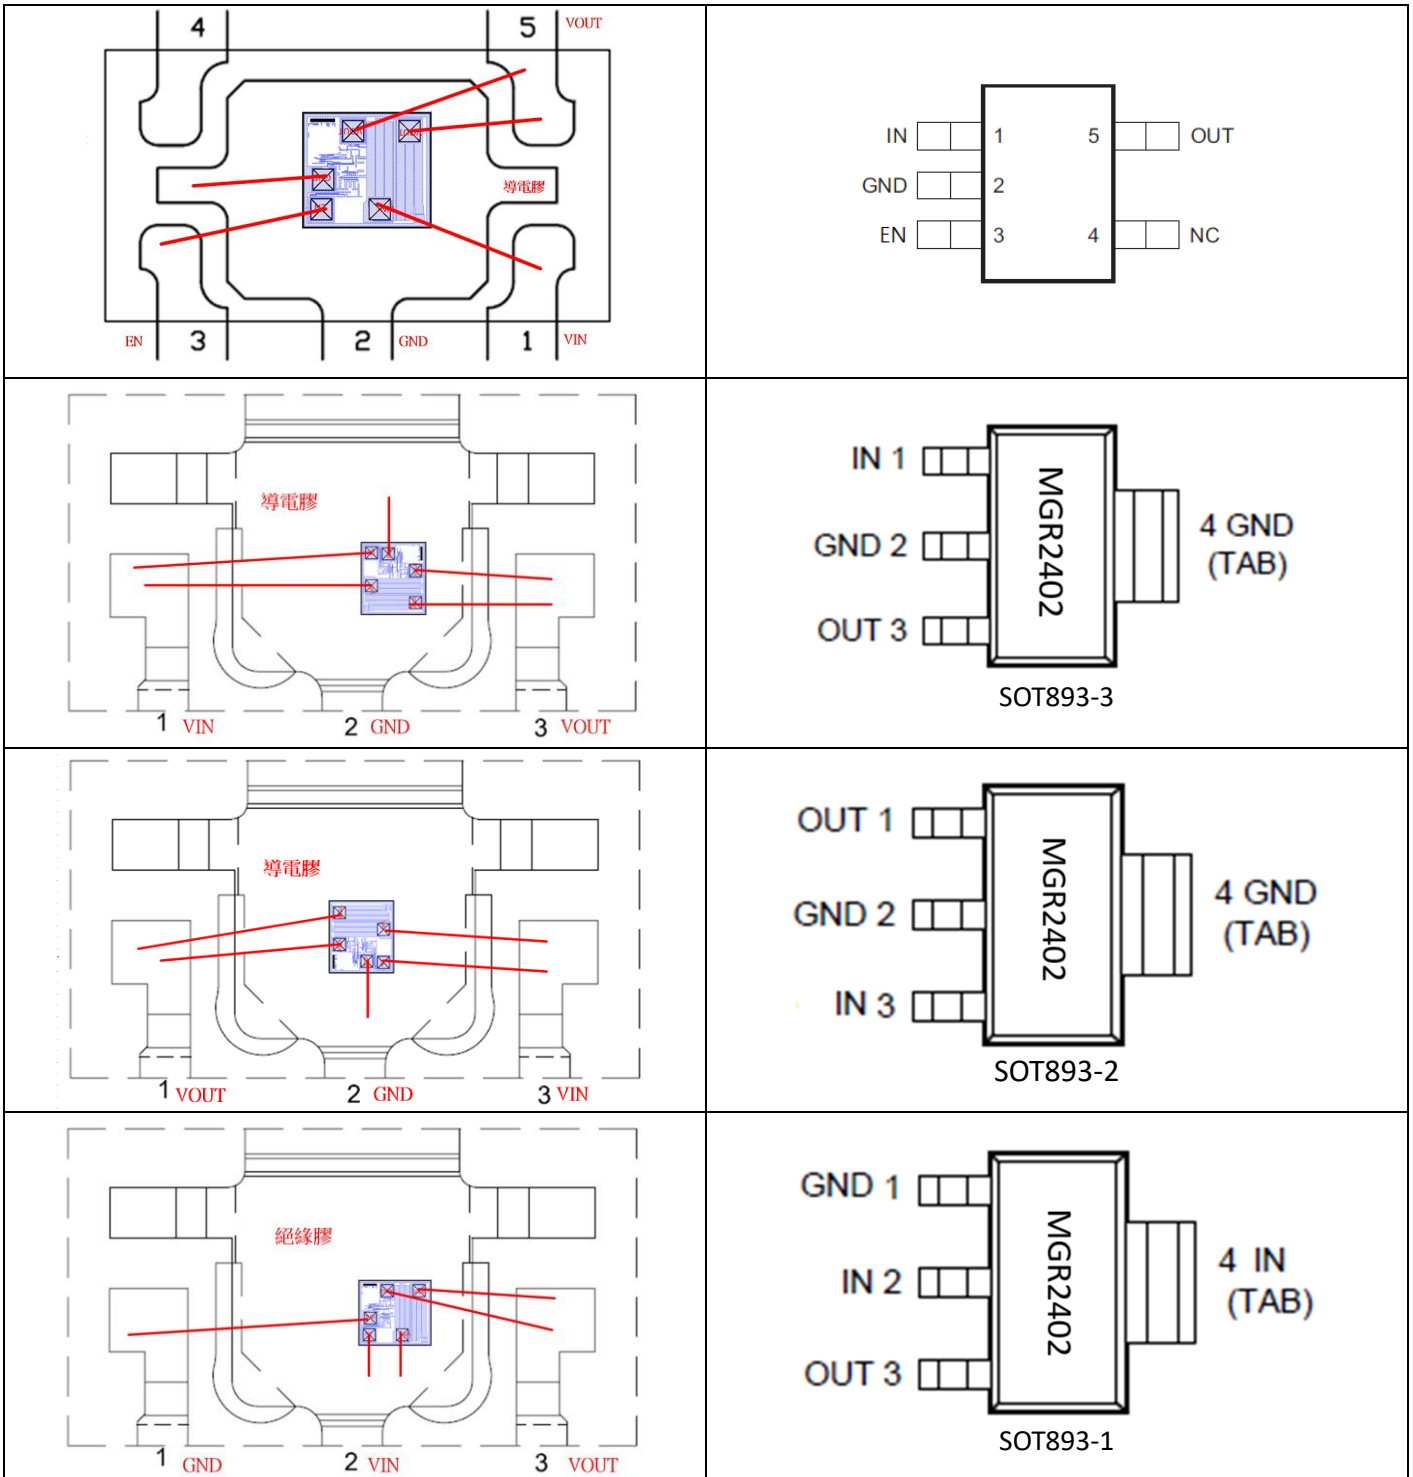 4
5 VOUT
導電膠
EN 3
2 GND
1 VIN
IN 1
5 OUT
GND 2
EN 3
4 NC
導電膠
1 VIN
2 GND
3 VOUT
IN 1
GND 2
OUT 3
MGR2402
4 GND
(TAB)
SOT893-3
導電膠
1 VOUT
2 GND
3 VIN
OUT 1
GND 2
IN 3
MGR2402
4 GND
(TAB)
SOT893-2
絕緣膠
1 GND
2 VIN
3 VOUT
GND 1
IN 2
OUT 3
MGR2402
4 IN
(TAB)
SOT893-1